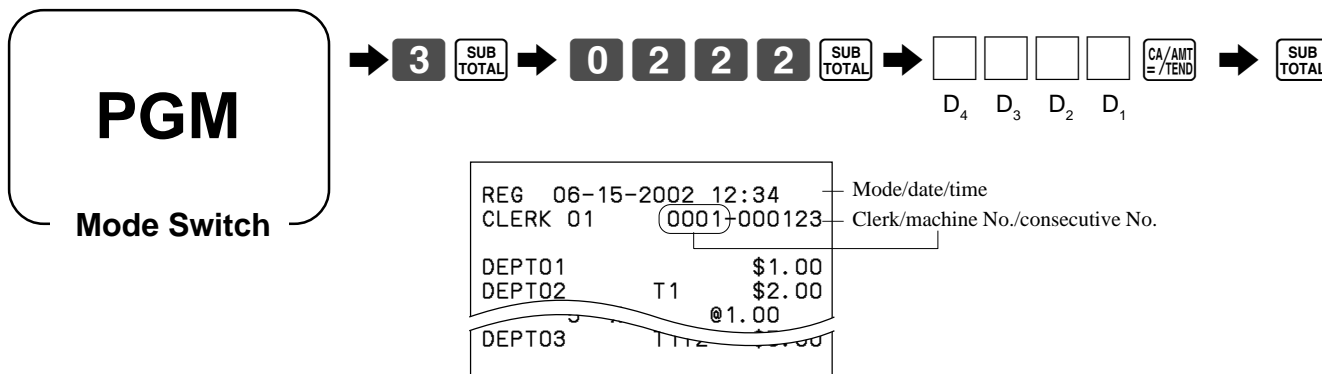 PGM
Mode Switch
3 SUB TOTAL 0 2 2 2 SUB TOTAL CA/AMT = /TEND SUB TOTAL
D4 D3 D2 D1
REG 06-15-2002 12:34 Mode/date/time
CLERK 01 0001-000123 Clerk/machine No./consecutive No.
DEPT01 $1.00
DEPT02 T1 $2.00
@1.00
DEPT03